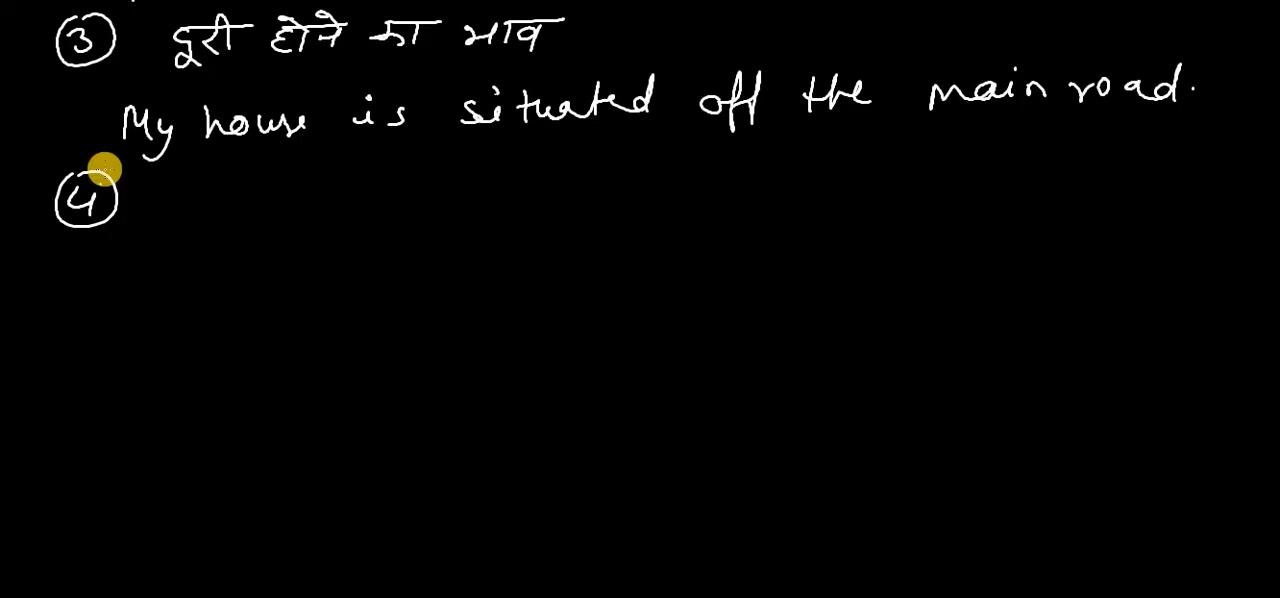 ③ दूरी होने का भाव
My house is situated off the main road.
④